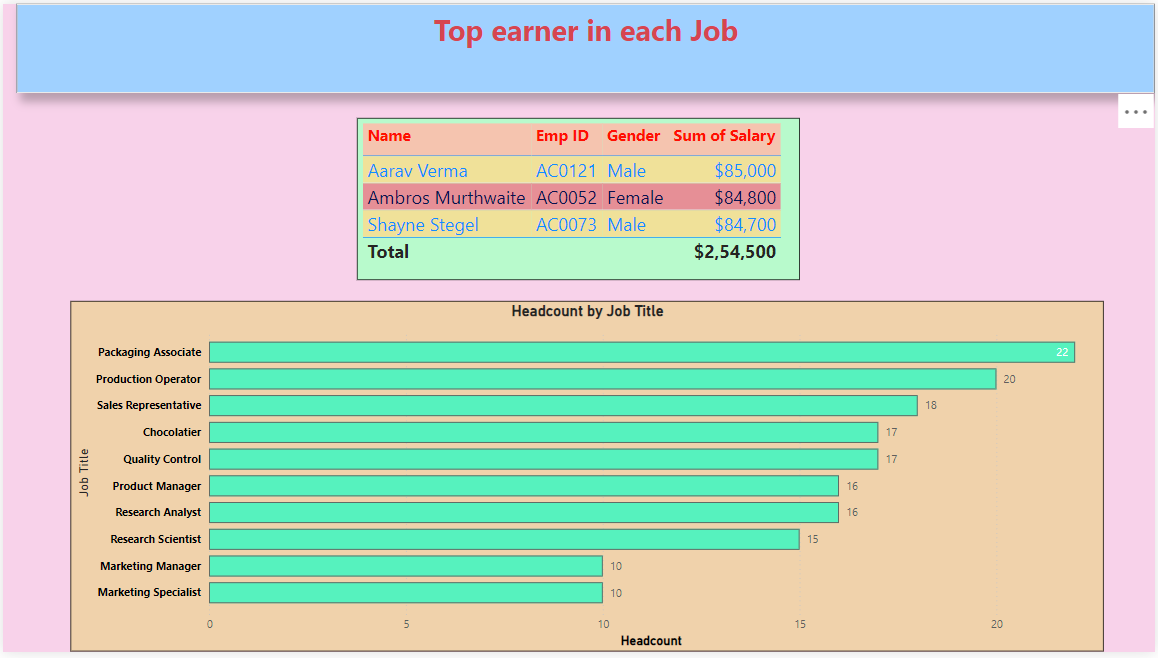 Top earner in each Job
Name Emp ID Gender Sum of Salary
Aarav Verma AC0121 Male $85,000
Ambros Murthwaite AC0052 Female $84,800
Shayne Stegel AC0073 Male $84,700
Total $2,54,500
Headcount by Job Title
Job Title
Packaging Associate 22
Production Operator 20
Sales Representative 18
Chocolatier 17
Quality Control 17
Product Manager 16
Research Analyst 16
Research Scientist 15
Marketing Manager 10
Marketing Specialist 10
0 5 10 15 20
Headcount